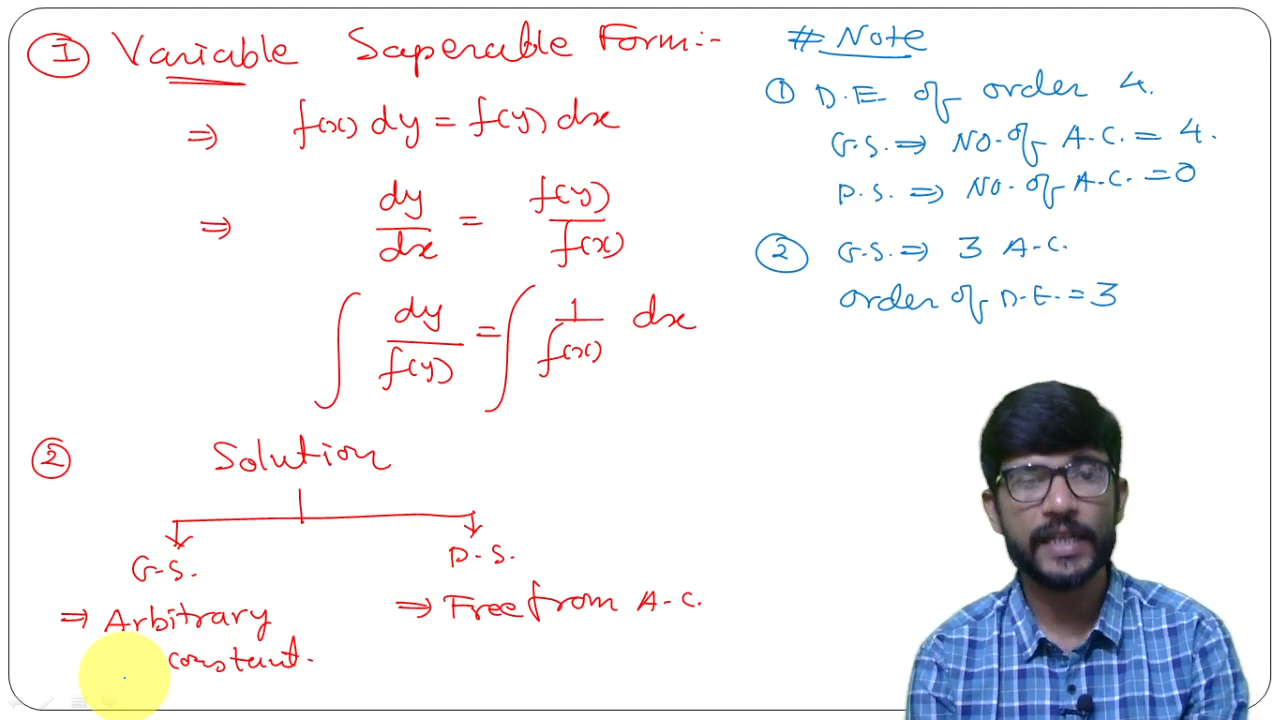 ① Variable Saperable Form:-
⇒ f(x) dy = f(y) dx
⇒ dy/dx = f(y)/f(x)
∫ dy/f(y) = ∫ 1/f(x) dx
② Solution
G.S. P.S.
⇒ Arbitrary constant.
⇒ Free from A.C.
# Note
① D.E of order 4.
G.S. ⇒ NO. of A.C. = 4.
P.S. ⇒ NO. of A.C. = 0
② G.S. ⇒ 3 A.C.
order of D.E. = 3